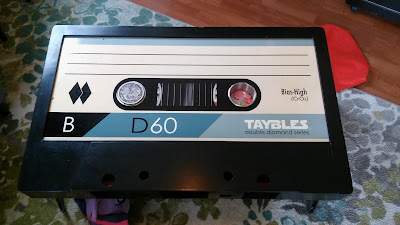 Bias-High
(CrO₂)
B D60 TAYBLES
double diamond series